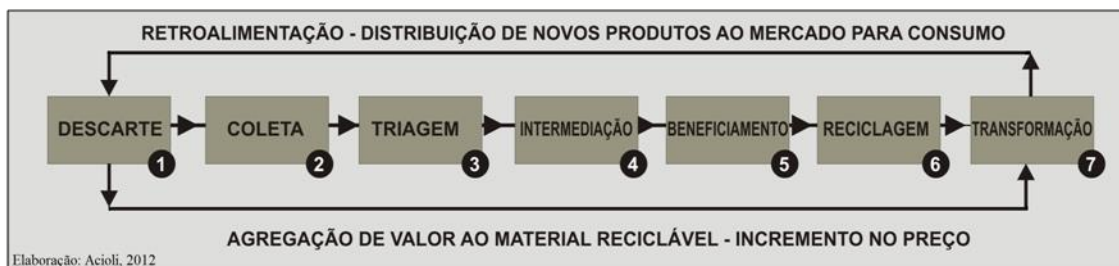 RETROALIMENTAÇÃO - DISTRIBUIÇÃO DE NOVOS PRODUTOS AO MERCADO PARA CONSUMO
DESCARTE
1
COLETA
2
TRIAGEM
3
INTERMEDIAÇÃO
4
BENEFICIAMENTO
5
RECICLAGEM
6
TRANSFORMAÇÃO
7
AGREGAÇÃO DE VALOR AO MATERIAL RECICLÁVEL - INCREMENTO NO PREÇO
Elaboração: Acioli, 2012